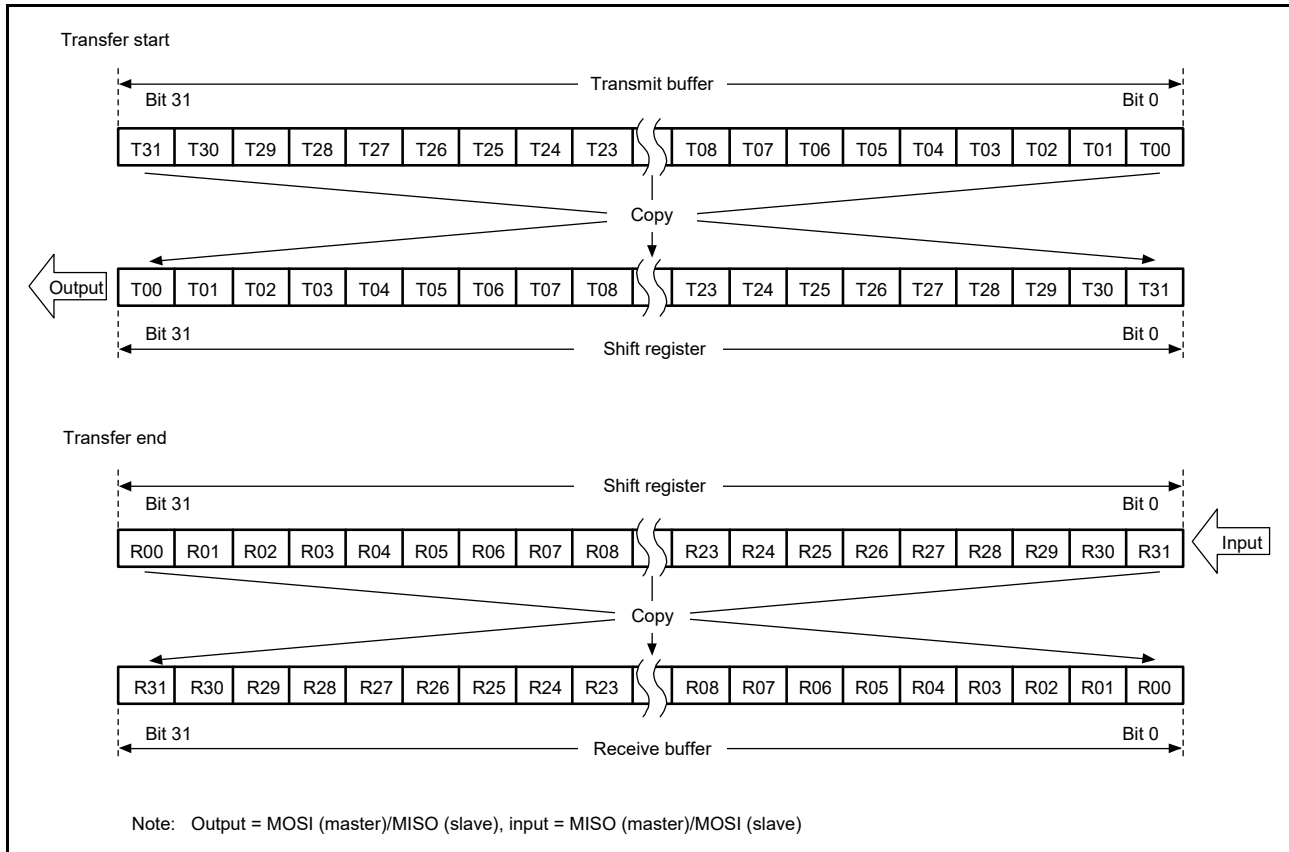 Transfer start
Transmit buffer
Bit 31 Bit 0
T31 T30 T29 T28 T27 T26 T25 T24 T23 T08 T07 T06 T05 T04 T03 T02 T01 T00
Copy
Output
T00 T01 T02 T03 T04 T05 T06 T07 T08 T23 T24 T25 T26 T27 T28 T29 T30 T31
Bit 31 Bit 0
Shift register
Transfer end
Shift register
Bit 31 Bit 0
R00 R01 R02 R03 R04 R05 R06 R07 R08 R23 R24 R25 R26 R27 R28 R29 R30 R31
Input
Copy
R31 R30 R29 R28 R27 R26 R25 R24 R23 R08 R07 R06 R05 R04 R03 R02 R01 R00
Bit 31 Bit 0
Receive buffer
Note: Output = MOSI (master)/MISO (slave), input = MISO (master)/MOSI (slave)